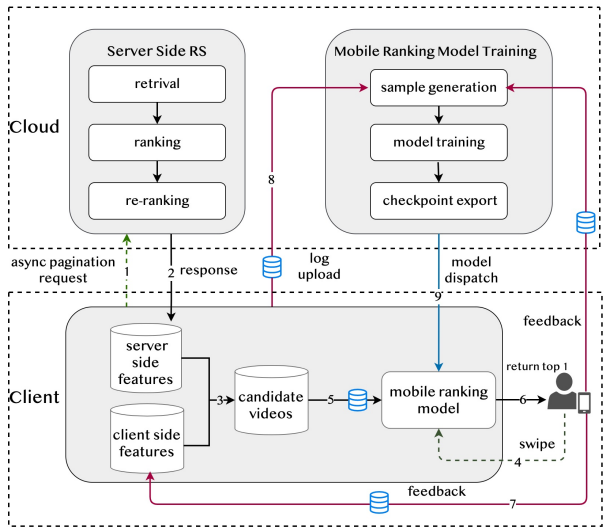 Server Side RS
Mobile Ranking Model Training
retrival
sample generation
Cloud
ranking
model training
8
re-ranking
checkpoint export
async pagination
request
1
2
response
log
upload
model
dispatch
9
feedback
server
side
features
return top 1
Client
3
candidate
videos
5
mobile ranking
model
6
client side
features
swipe
4
feedback
7